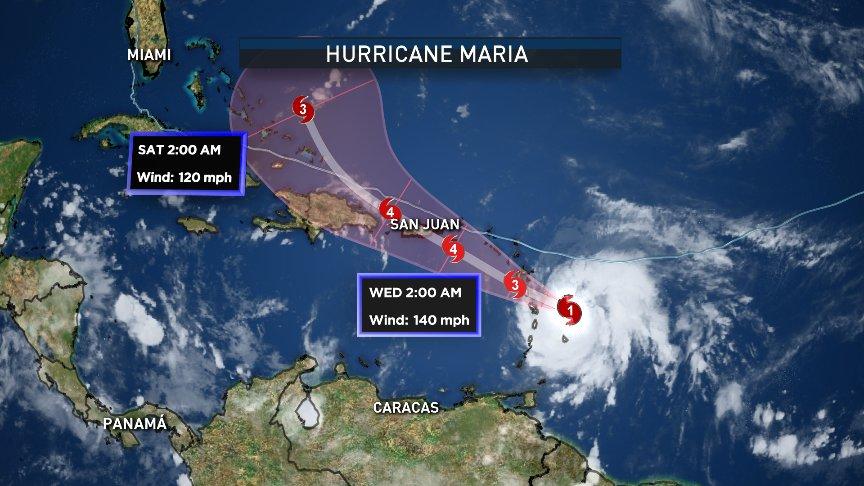 HURRICANE MARIA
MIAMI
3
SAT 2:00 AM
Wind: 120 mph
4
SAN JUAN
4
3
WED 2:00 AM
Wind: 140 mph
1
CARACAS
PANAMÁ